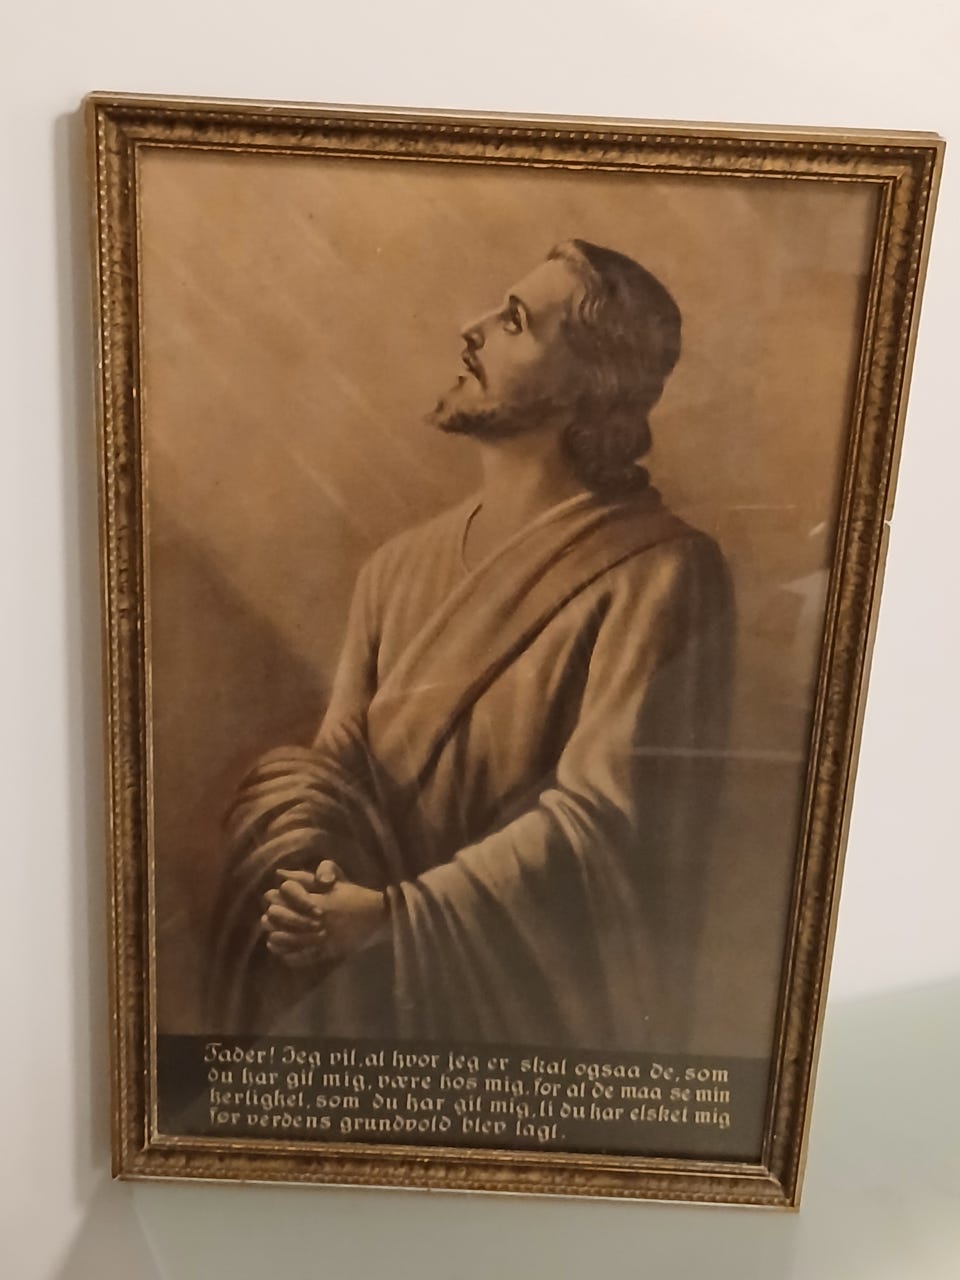 Fader! Jeg vil, at hvor jeg er skal ogsaa de, som
du har git mig, være hos mig, for at de maa se min
herlighet, som du har git mig, ti du har elsket mig
før verdens grundvold blev lagt.